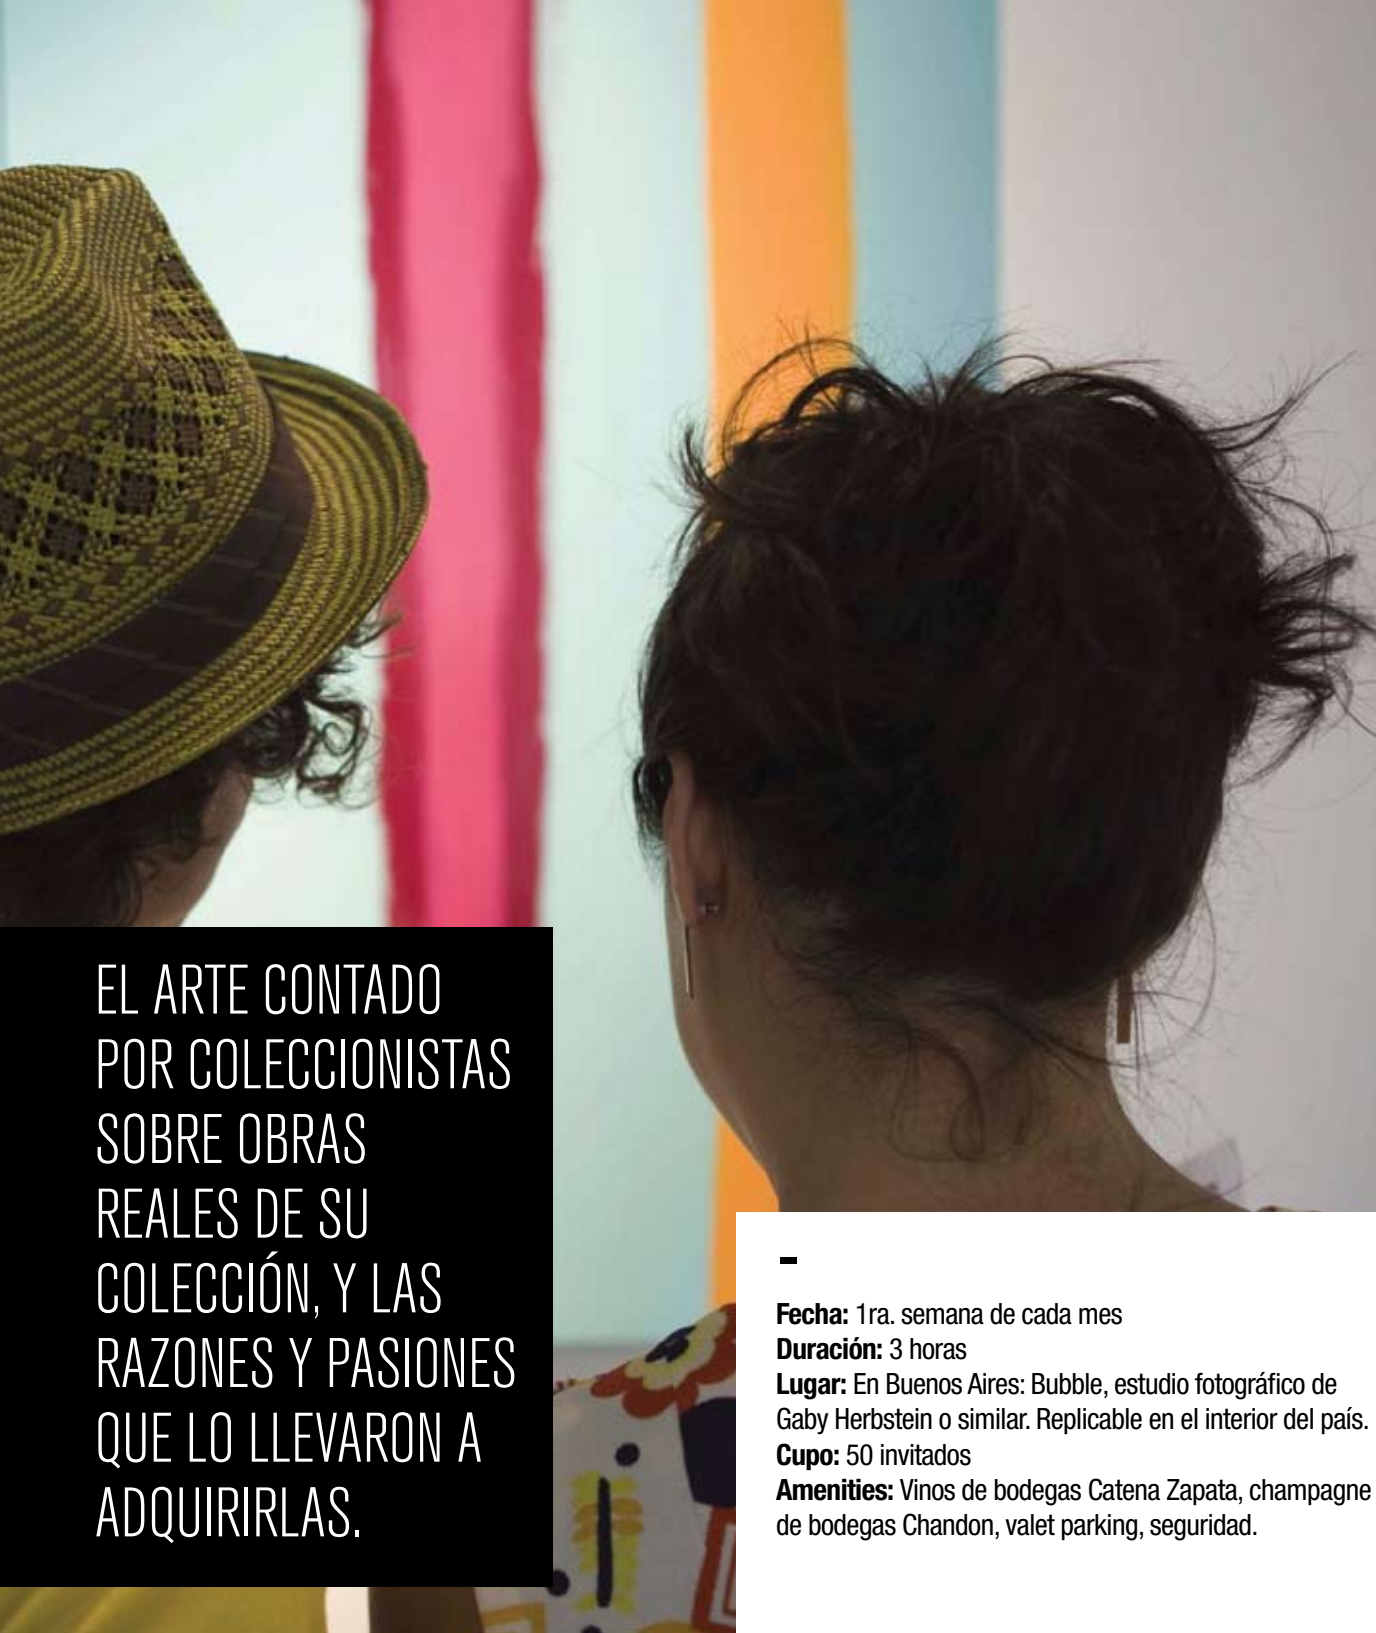 EL ARTE CONTADO
POR COLECCIONISTAS
SOBRE OBRAS
REALES DE SU
COLECCIÓN, Y LAS
RAZONES Y PASIONES
QUE LO LLEVARON A
ADQUIRIRLAS.
-
Fecha: 1ra. semana de cada mes
Duración: 3 horas
Lugar: En Buenos Aires: Bubble, estudio fotográfico de
Gaby Herbstein o similar. Replicable en el interior del país.
Cupo: 50 invitados
Amenities: Vinos de bodegas Catena Zapata, champagne
de bodegas Chandon, valet parking, seguridad.